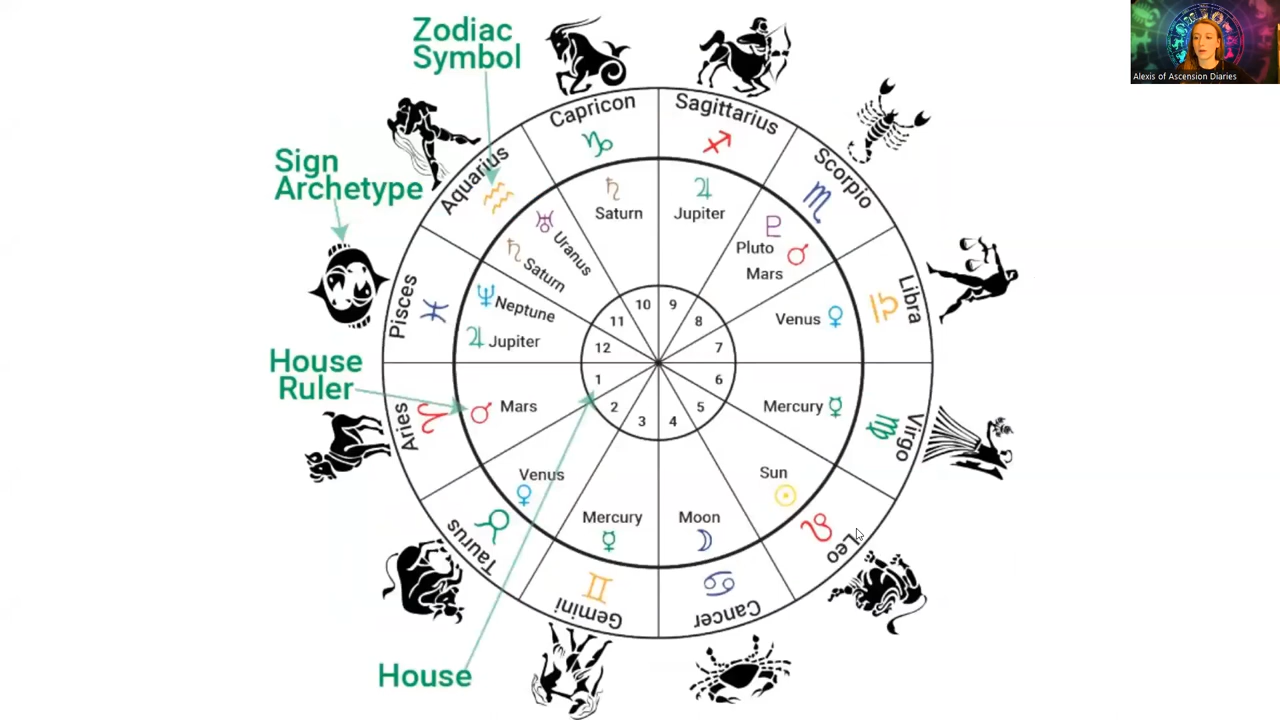 Zodiac
Symbol
Alexis of Ascension Diaries
Capricon
Sagittarius
Sign
Archetype
Aquarius
Scorpio
Saturn
Jupiter
Uranus
Saturn
Pluto
Mars
Pisces
Neptune
Jupiter
Venus
Libra
10
9
11
8
12
7
House
Ruler
1
6
2
5
3
4
Aries
Mars
Mercury
Virgo
Venus
Sun
Mercury
Moon
Taurus
Leo
Gemini
Cancer
House